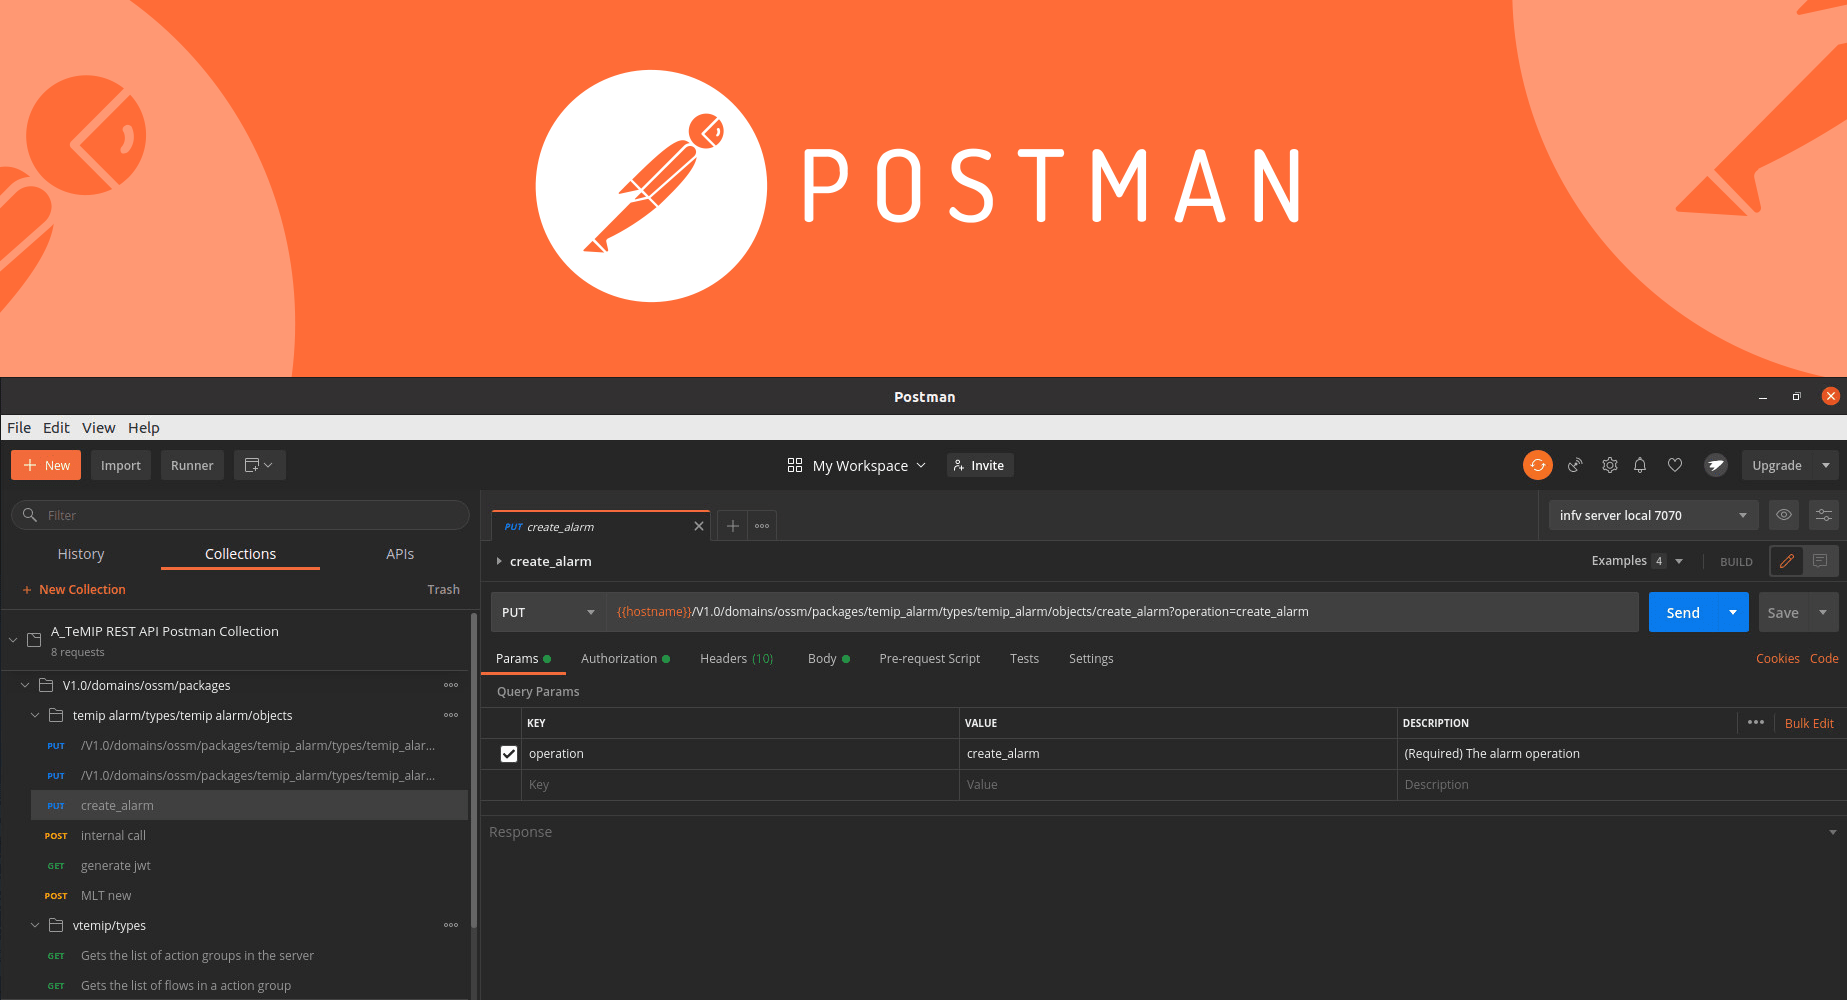 POSTMAN
Postman
File Edit View Help
New Import Runner My Workspace Invite Upgrade
Filter
infv server local 7070
PUT create_alarm
History Collections APIs
create_alarm Examples 4 BUILD
New Collection Trash
PUT {{hostname}}/V1.0/domains/ossm/packages/temip_alarm/types/temip_alarm/objects/create_alarm?operation=create_alarm Send Save
A_TeMIP REST API Postman Collection
8 requests
Params Authorization Headers (10) Body Pre-request Script Tests Settings Cookies Code
V1.0/domains/ossm/packages
Query Params
temip alarm/types/temip alarm/objects
KEY VALUE DESCRIPTION Bulk Edit
PUT /V1.0/domains/ossm/packages/temip_alarm/types/temip_alar...
operation create_alarm (Required) The alarm operation
PUT /V1.0/domains/ossm/packages/temip_alarm/types/temip_alar...
Key Value Description
PUT create_alarm
Response
POST internal call
GET generate jwt
POST MLT new
vtemip/types
GET Gets the list of action groups in the server
GET Gets the list of flows in a action group